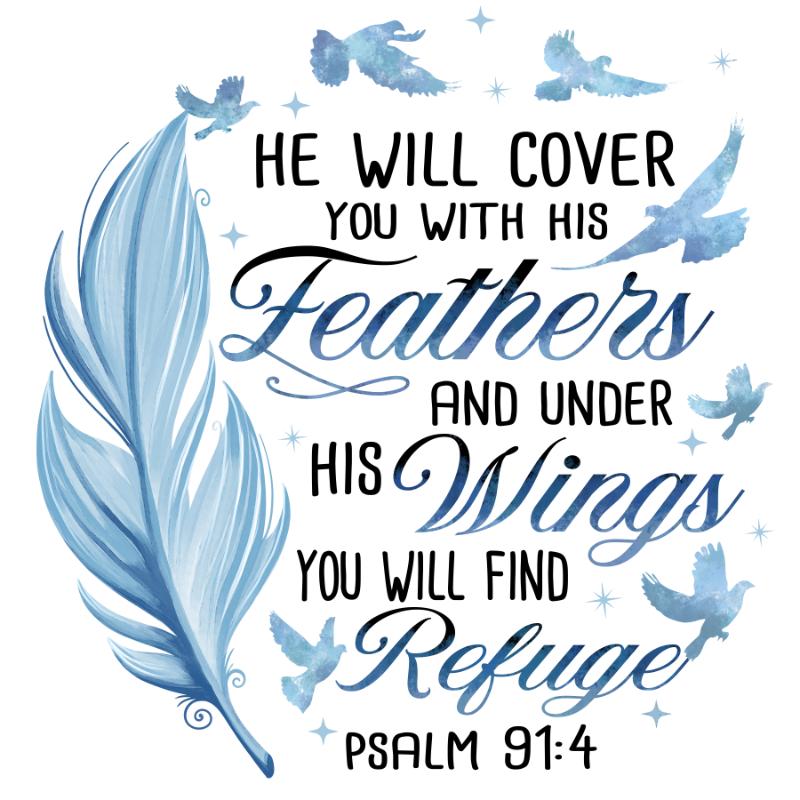 HE WILL COVER
YOU WITH HIS
Feathers
AND UNDER
HIS Wings
YOU WILL FIND
Refuge
PSALM 91:4